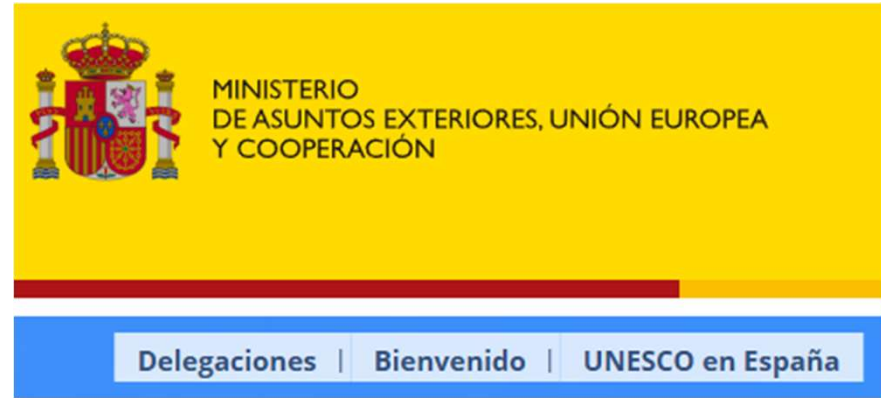 MINISTERIO
DE ASUNTOS EXTERIORES, UNIÓN EUROPEA
Y COOPERACIÓN
Delegaciones | Bienvenido | UNESCO en España